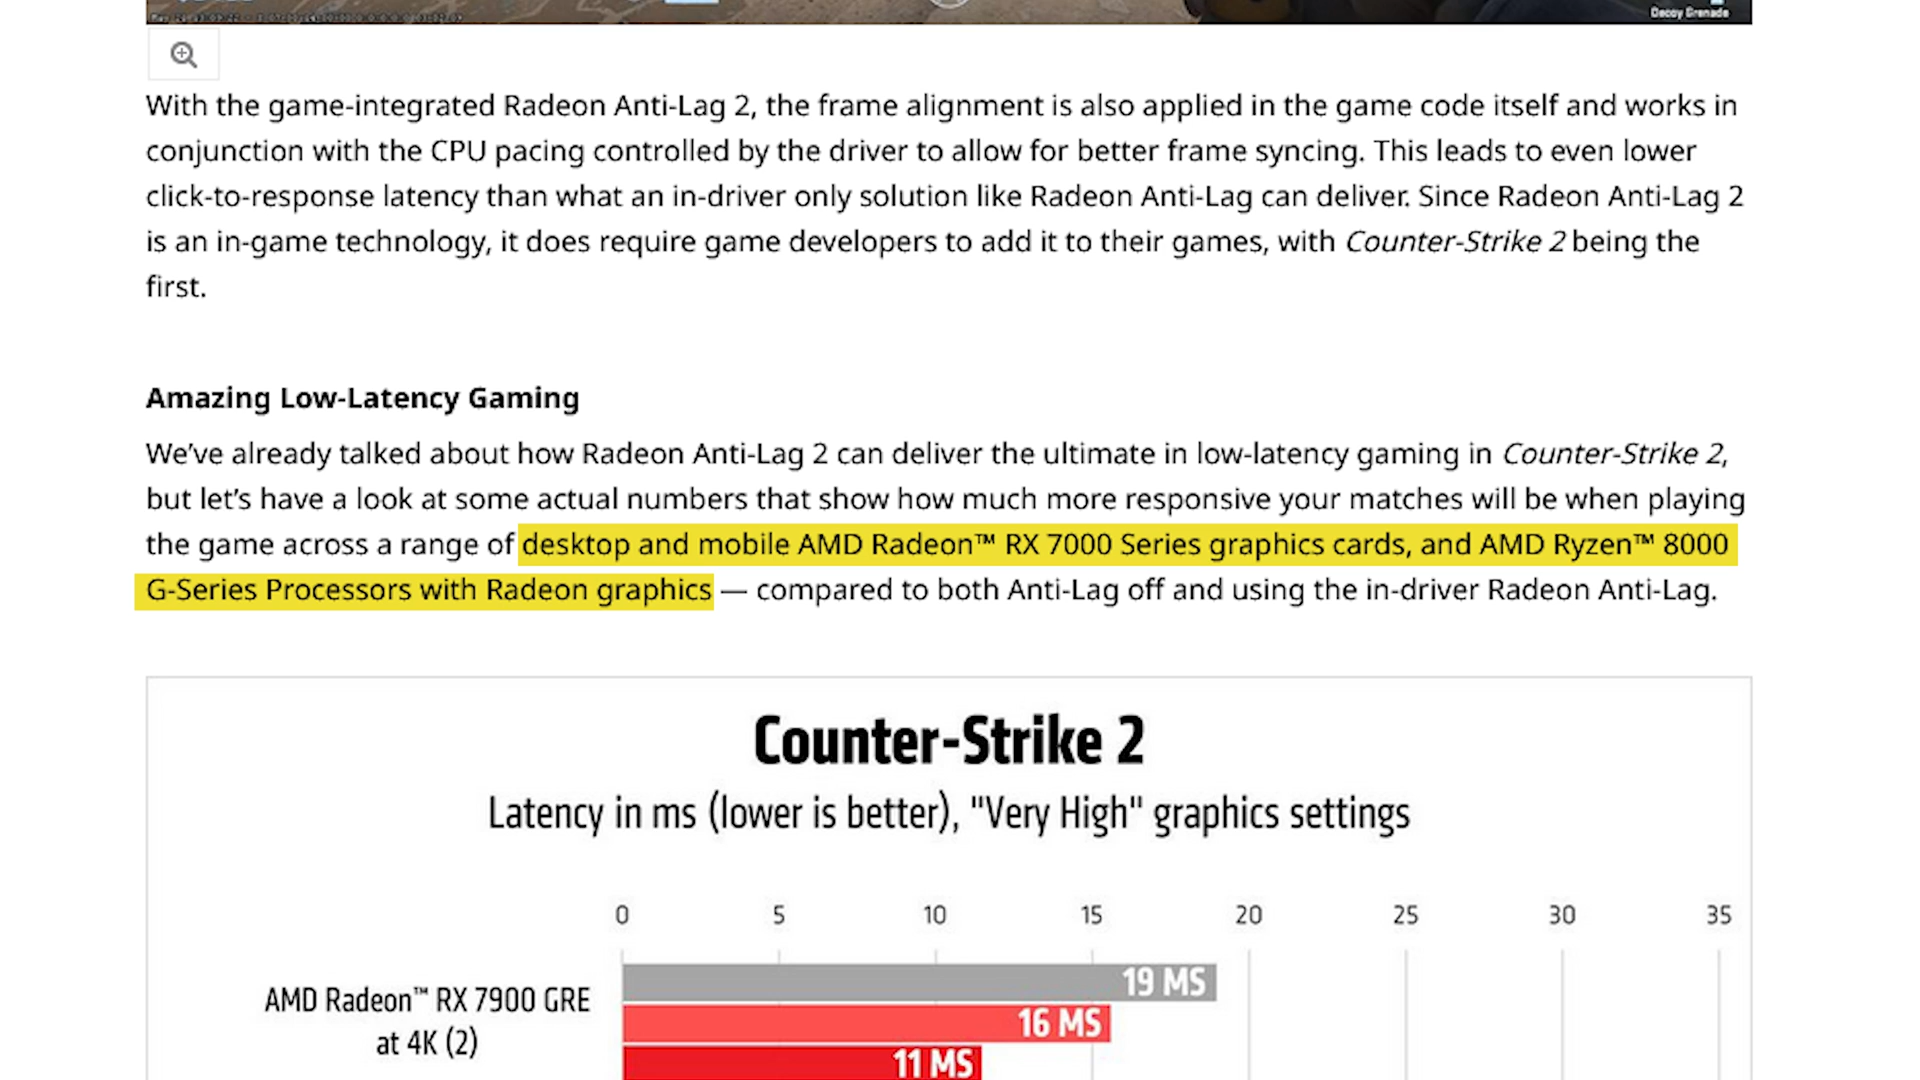 Decoy Grenade
With the game-integrated Radeon Anti-Lag 2, the frame alignment is also applied in the game code itself and works in
conjunction with the CPU pacing controlled by the driver to allow for better frame syncing. This leads to even lower
click-to-response latency than what an in-driver only solution like Radeon Anti-Lag can deliver. Since Radeon Anti-Lag 2
is an in-game technology, it does require game developers to add it to their games, with Counter-Strike 2 being the
first.
Amazing Low-Latency Gaming
We’ve already talked about how Radeon Anti-Lag 2 can deliver the ultimate in low-latency gaming in Counter-Strike 2,
but let’s have a look at some actual numbers that show how much more responsive your matches will be when playing
the game across a range of desktop and mobile AMD Radeon™ RX 7000 Series graphics cards, and AMD Ryzen™ 8000
G-Series Processors with Radeon graphics — compared to both Anti-Lag off and using the in-driver Radeon Anti-Lag.
Counter-Strike 2
Latency in ms (lower is better), "Very High" graphics settings
0 5 10 15 20 25 30 35
AMD Radeon™ RX 7900 GRE
at 4K (2)
19 MS
16 MS
11 MS